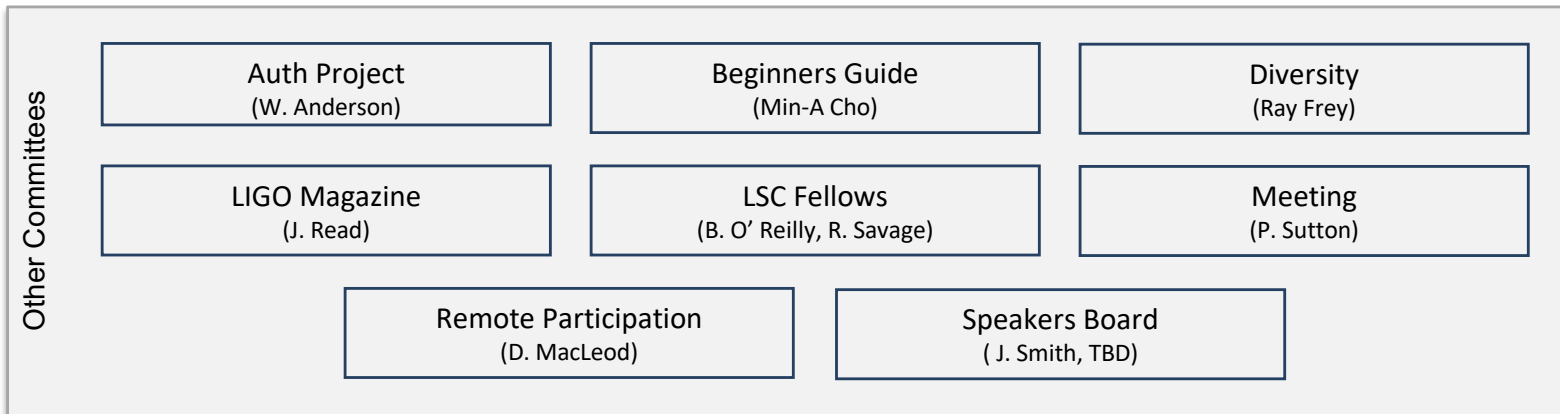 Other Committees
Auth Project
(W. Anderson)
Beginners Guide
(Min-A Cho)
Diversity
(Ray Frey)
LIGO Magazine
(J. Read)
LSC Fellows
(B. O' Reilly, R. Savage)
Meeting
(P. Sutton)
Remote Participation
(D. MacLeod)
Speakers Board
( J. Smith, TBD)